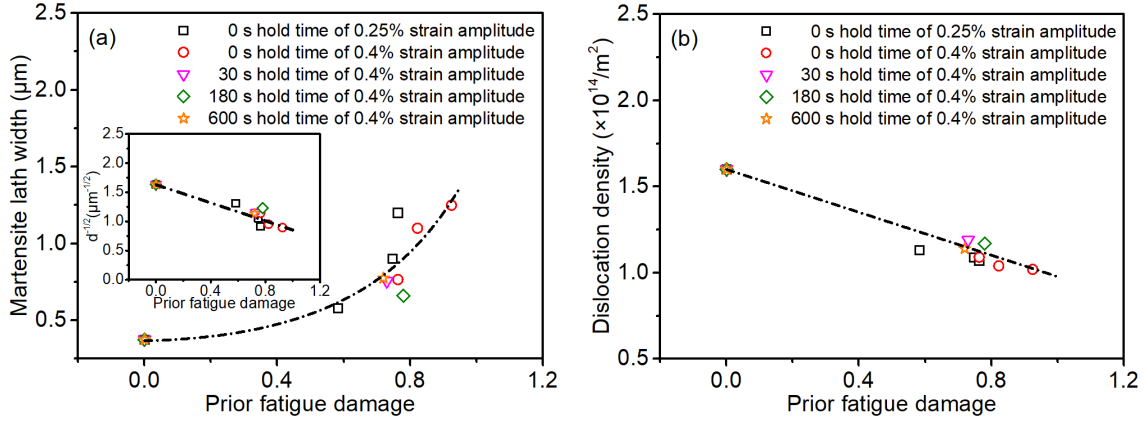 (a)
0 s hold time of 0.25% strain amplitude
0 s hold time of 0.4% strain amplitude
30 s hold time of 0.4% strain amplitude
180 s hold time of 0.4% strain amplitude
600 s hold time of 0.4% strain amplitude
Martensite lath width (μm)
2.5
2.0
1.5
1.0
0.5
0.0
0.4
0.8
1.2
Prior fatigue damage
d^-1/2(μm^-1/2)
2.5
2.0
1.5
1.0
0.5
0.0
0.0
0.4
0.8
1.2
Prior fatigue damage
(b)
0 s hold time of 0.25% strain amplitude
0 s hold time of 0.4% strain amplitude
30 s hold time of 0.4% strain amplitude
180 s hold time of 0.4% strain amplitude
600 s hold time of 0.4% strain amplitude
Dislocation density (×10^14/m^2)
2.5
2.0
1.5
1.0
0.5
0.0
0.4
0.8
1.2
Prior fatigue damage